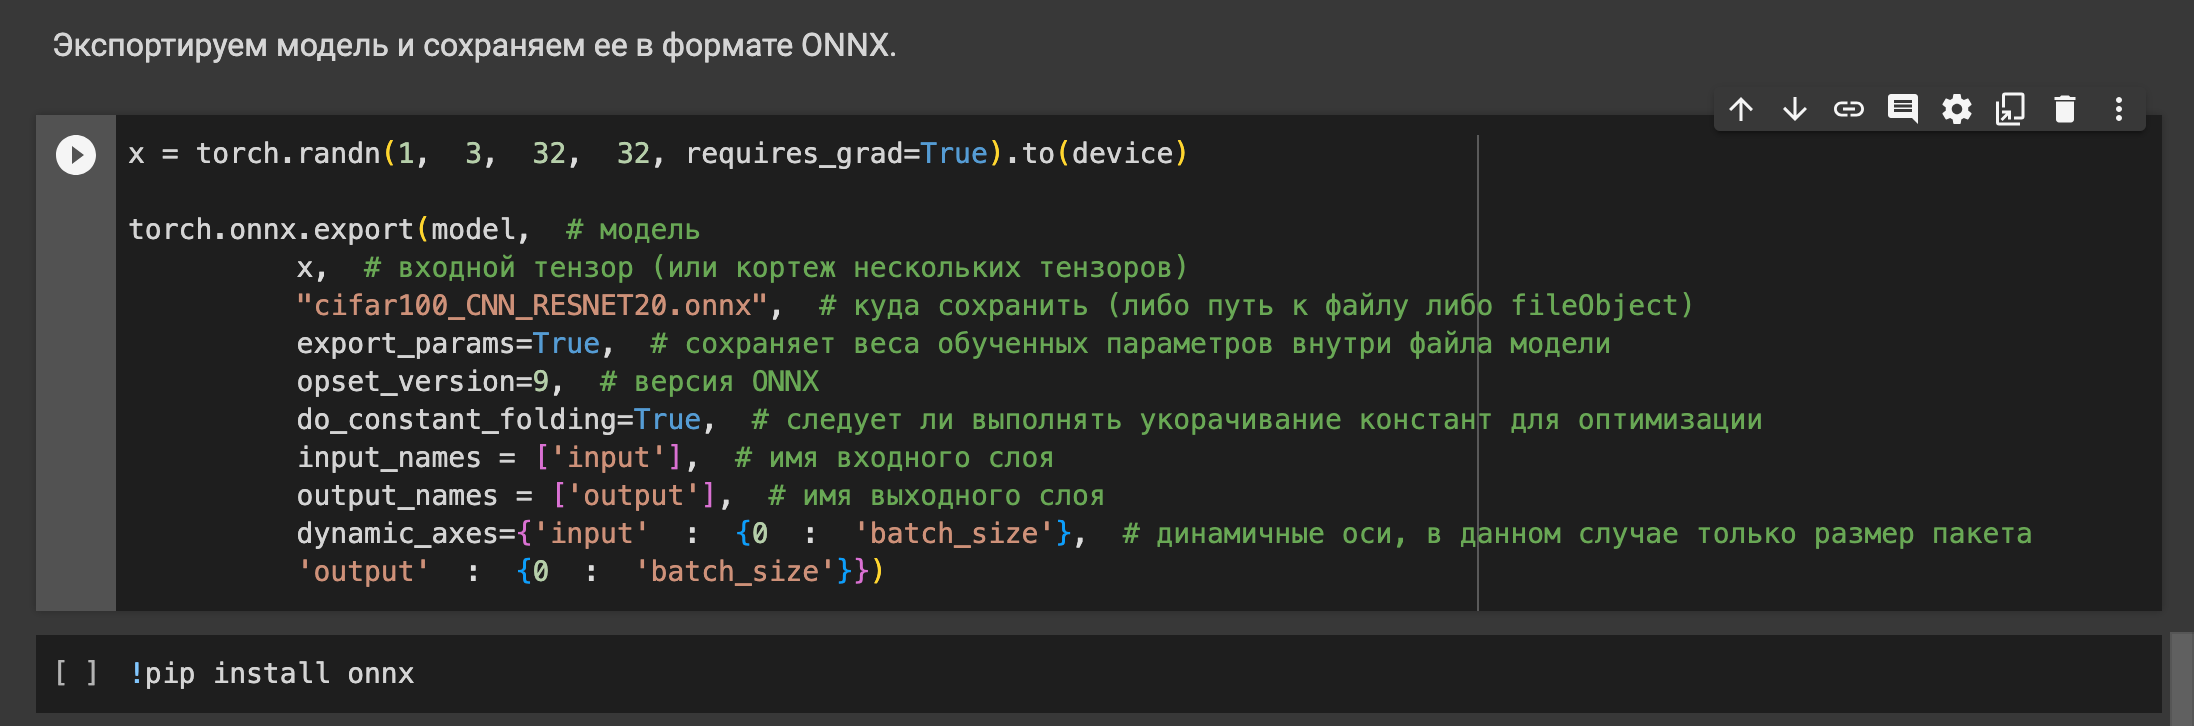 Экспортируем модель и сохраняем ее в формате ONNX.
x = torch.randn(1,  3,  32,  32, requires_grad=True).to(device)
torch.onnx.export(model,  # модель
x,  # входной тензор (или кортеж нескольких тензоров)
"cifar100_CNN_RESNET20.onnx",  # куда сохранить (либо путь к файлу либо fileObject)
export_params=True,  # сохраняет веса обученных параметров внутри файла модели
opset_version=9,  # версия ONNX
do_constant_folding=True,  # следует ли выполнять укорачивание констант для оптимизации
input_names = ['input'],  # имя входного слоя
output_names = ['output'],  # имя выходного слоя
dynamic_axes={'input'  :  {0  :  'batch_size'},  # динамичные оси, в данном случае только размер пакета
'output'  :  {0  :  'batch_size'}})
[ ] !pip install onnx